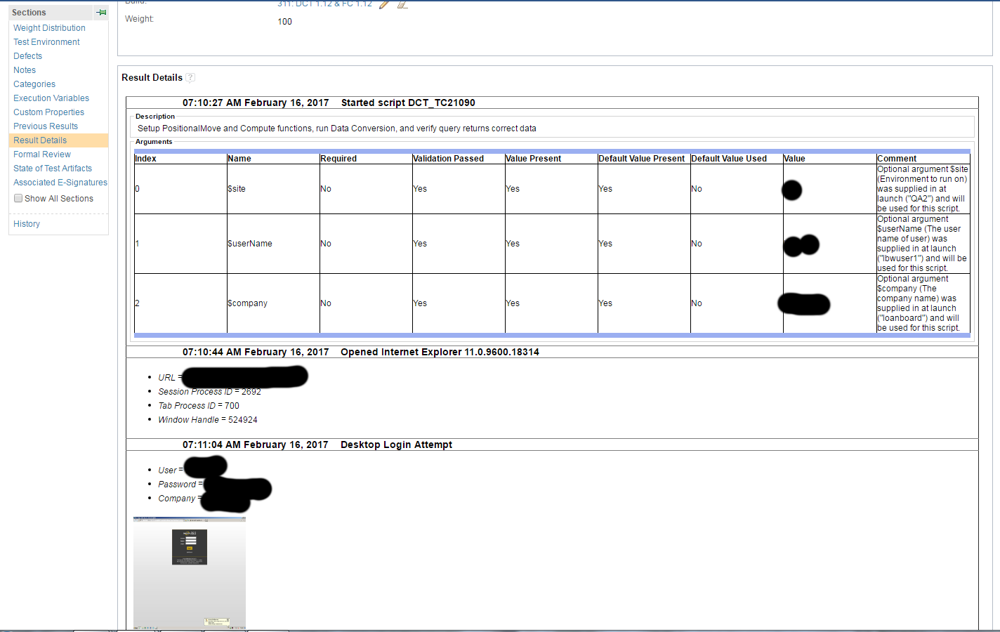 Sections
Weight Distribution
Test Environment
Defects
Notes
Categories
Execution Variables
Custom Properties
Previous Results
Result Details
Formal Review
State of Test Artifacts
Associated E-Signatures
Show All Sections
History
Build:
311: DCT 1.12 & FC 1.12
Weight:
100
Result Details ?
07:10:27 AM February 16, 2017 Started script DCT_TC21090
Description
Setup PositionalMove and Compute functions, run Data Conversion, and verify query returns correct data
Arguments
Index Name Required Validation Passed Value Present Default Value Present Default Value Used Value Comment
0 $site No Yes Yes Yes No
Optional argument $site
(Environment to run on)
was supplied in at
launch ("QA2") and will
be used for this script.
1 $userName No Yes Yes Yes No
Optional argument
$userName (The user
name of user) was
supplied in at launch
("lbwuser1") and will be
used for this script.
2 $company No Yes Yes Yes No
Optional argument
$company (The
company name) was
supplied in at launch
("loanboard") and will
be used for this script.
07:10:44 AM February 16, 2017 Opened Internet Explorer 11.0.9600.18314
URL =
Session Process ID = 2692
Tab Process ID = 700
Window Handle = 524924
07:11:04 AM February 16, 2017 Desktop Login Attempt
User =
Password =
Company =